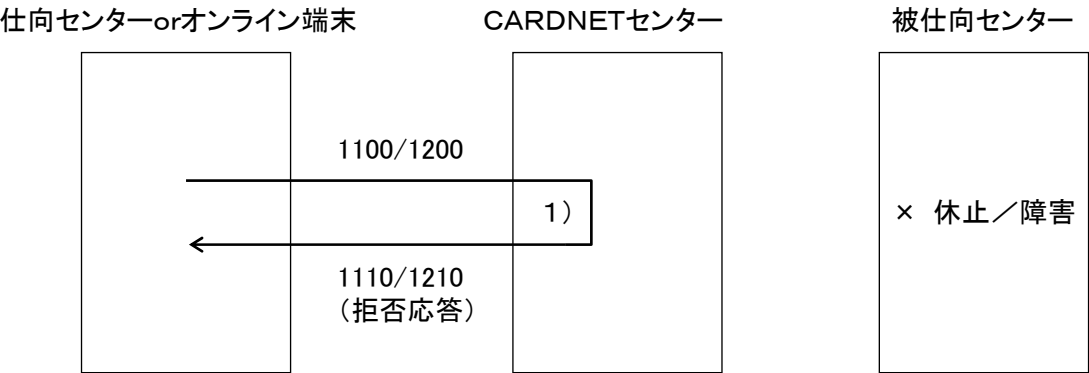 仕向センターorオンライン端末
CARDNETセンター
被仕向センター
1100/1200
1）
× 休止／障害
1110/1210
（拒否応答）